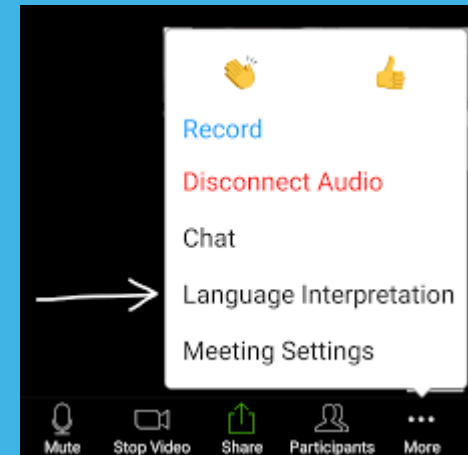 Record
Disconnect Audio
Chat
Language Interpretation
Meeting Settings
Mute Stop Video Share Participants More